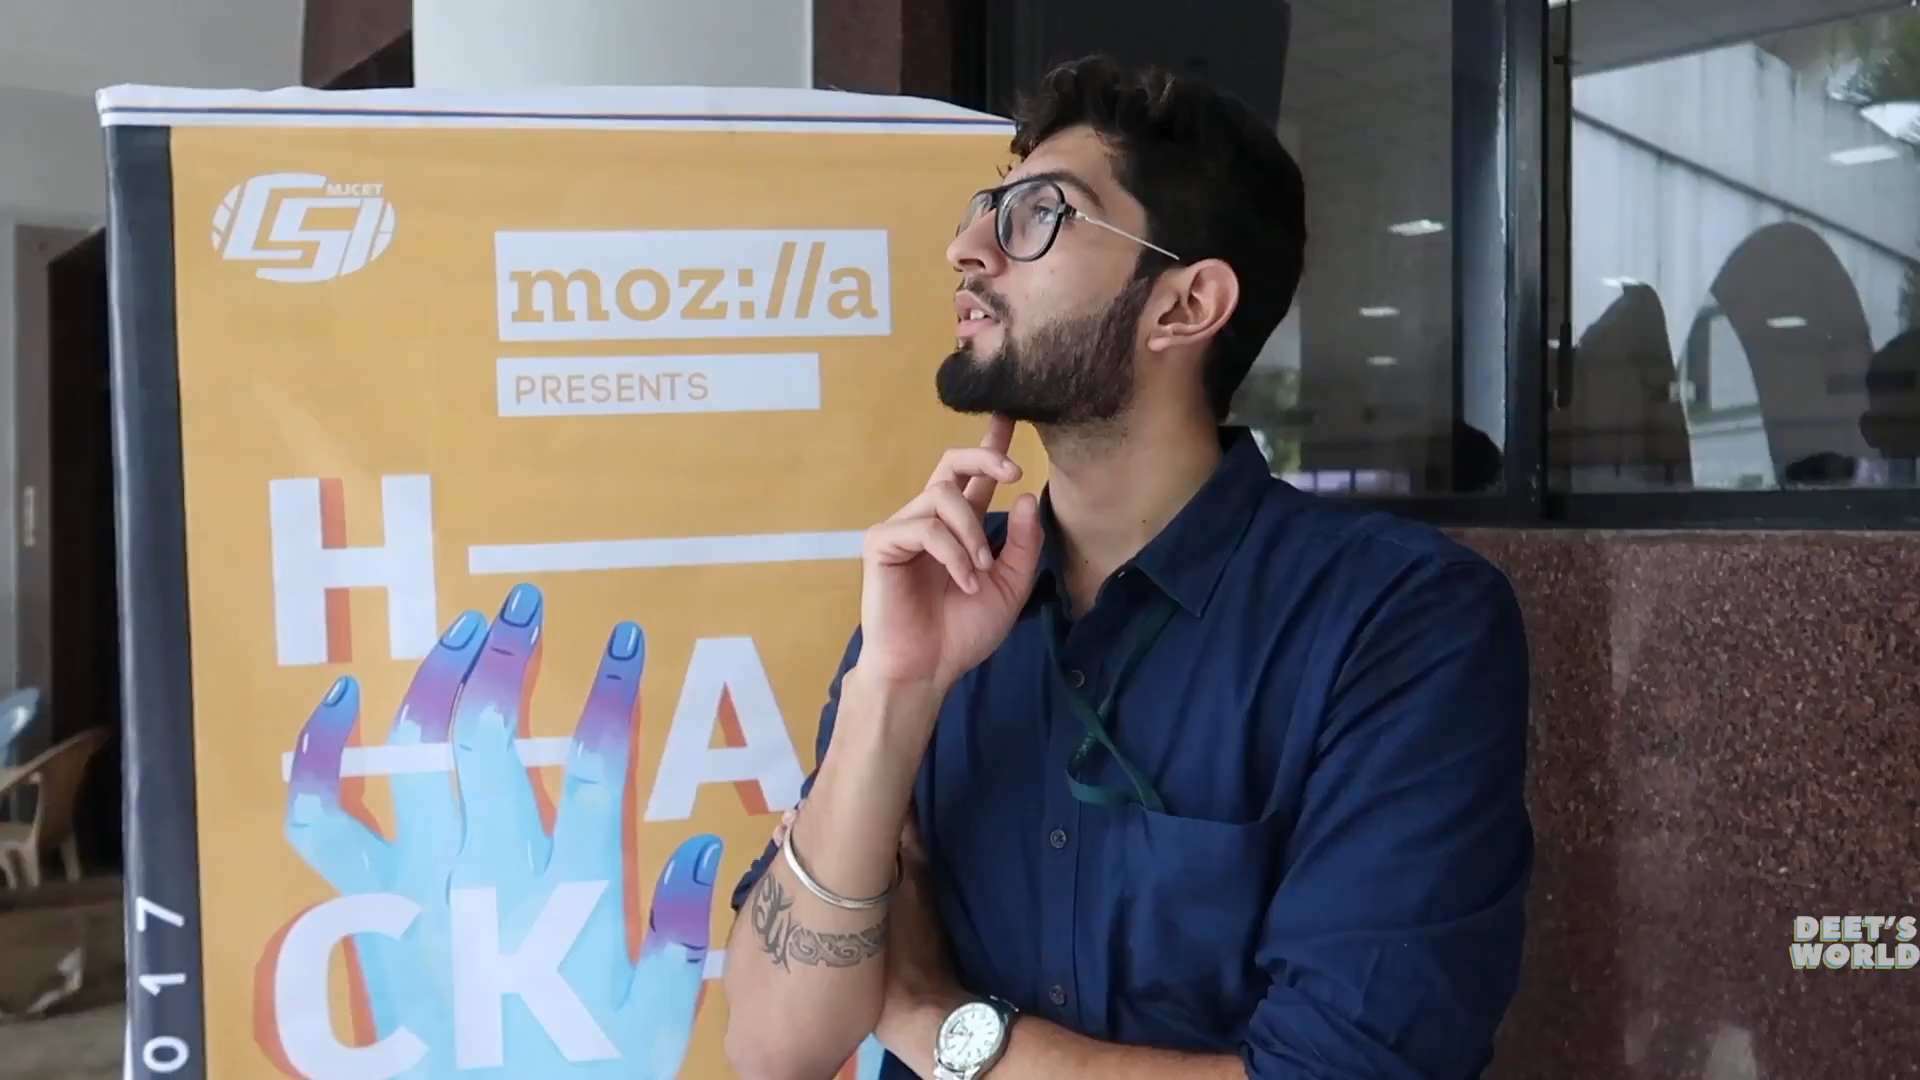 MJCET
CSI
moz://a
PRESENTS
H
A
CK
017
DEET'S
WORLD